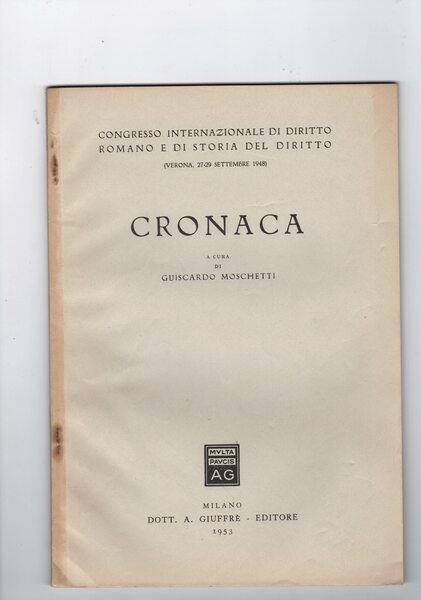 CONGRESSO INTERNAZIONALE DI DIRITTO
ROMANO E DI STORIA DEL DIRITTO
(VERONA, 27-29 SETTEMBRE 1948)
CRONACA
A CURA
DI
GUISCARDO MOSCHETTI
MVLTA
PAVCIS
AG
MILANO
DOTT. A. GIUFFRÈ - EDITORE
1953